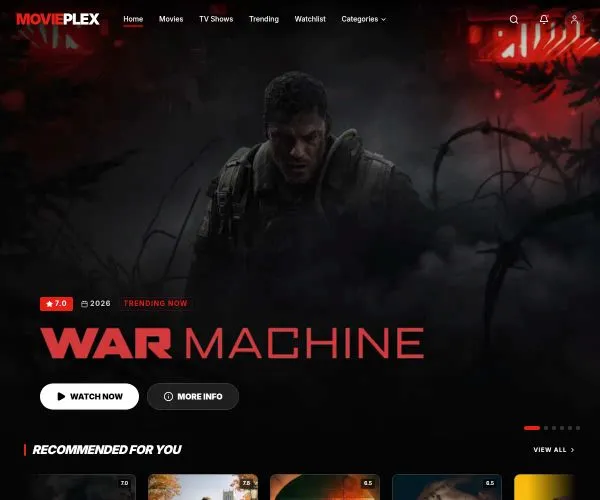 MOVIEPLEX Home Movies TV Shows Trending Watchlist Categories
7.0 2026 TRENDING NOW
WAR MACHINE
WATCH NOW MORE INFO
RECOMMENDED FOR YOU VIEW ALL
7.0 7.8 6.5 6.5